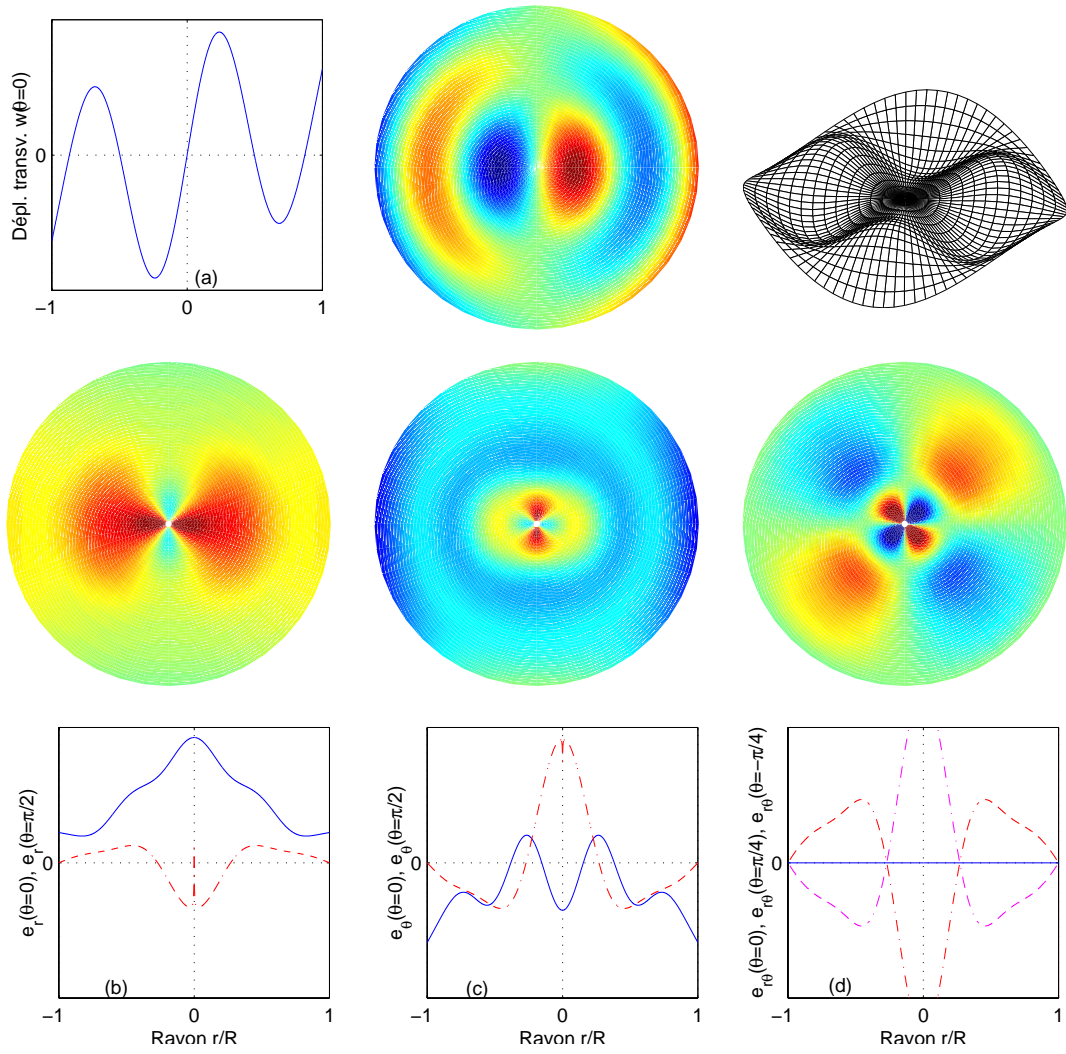 Dépl. transv. w(θ=0)
0
(a)
−1 0 1
e_r(θ=0), e_r(θ=π/2)
0
(b)
−1 0 1
Rayon r/R
e_θ(θ=0), e_θ(θ=π/2)
0
(c)
−1 0 1
Rayon r/R
e_rθ(θ=0), e_rθ(θ=π/4), e_rθ(θ=−π/4)
0
(d)
−1 0 1
Rayon r/R